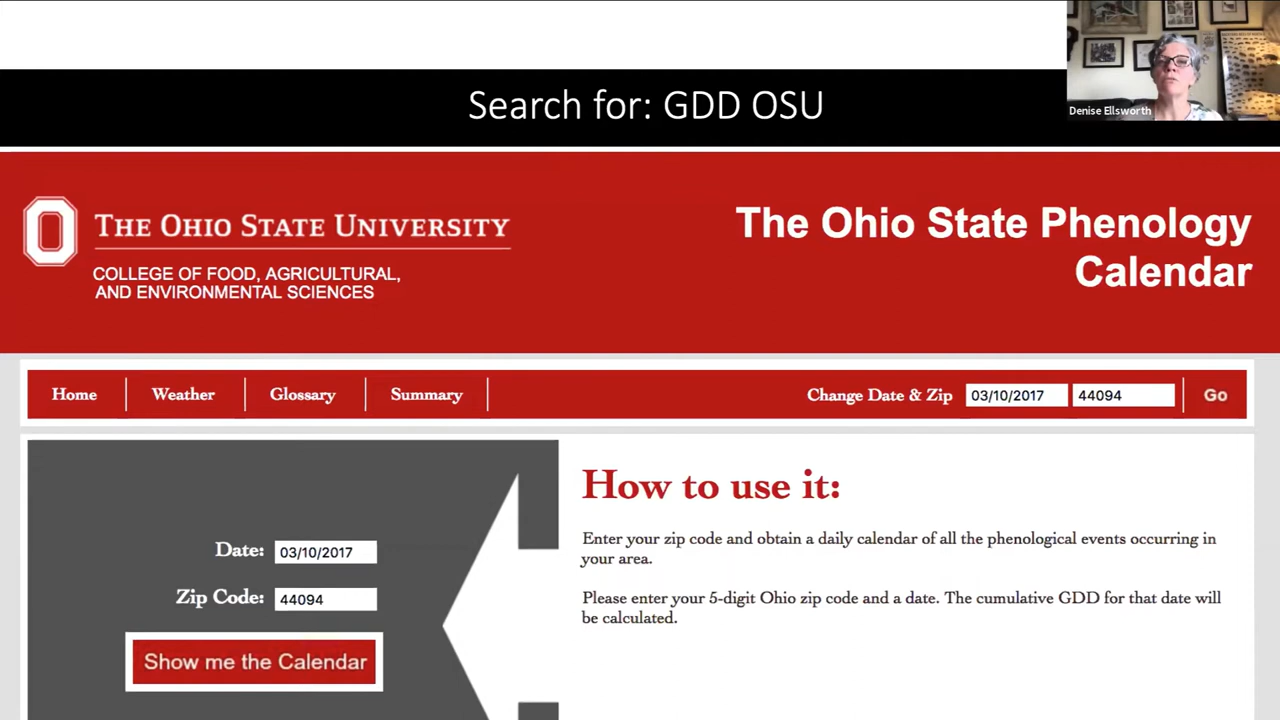 Search for: GDD OSU
Denise Ellsworth
THE OHIO STATE UNIVERSITY
COLLEGE OF FOOD, AGRICULTURAL,
AND ENVIRONMENTAL SCIENCES
The Ohio State Phenology
Calendar
Home Weather Glossary Summary Change Date & Zip 03/10/2017 44094 Go
Date: 03/10/2017
Zip Code: 44094
Show me the Calendar
How to use it:
Enter your zip code and obtain a daily calendar of all the phenological events occurring in
your area.
Please enter your 5-digit Ohio zip code and a date. The cumulative GDD for that date will
be calculated.